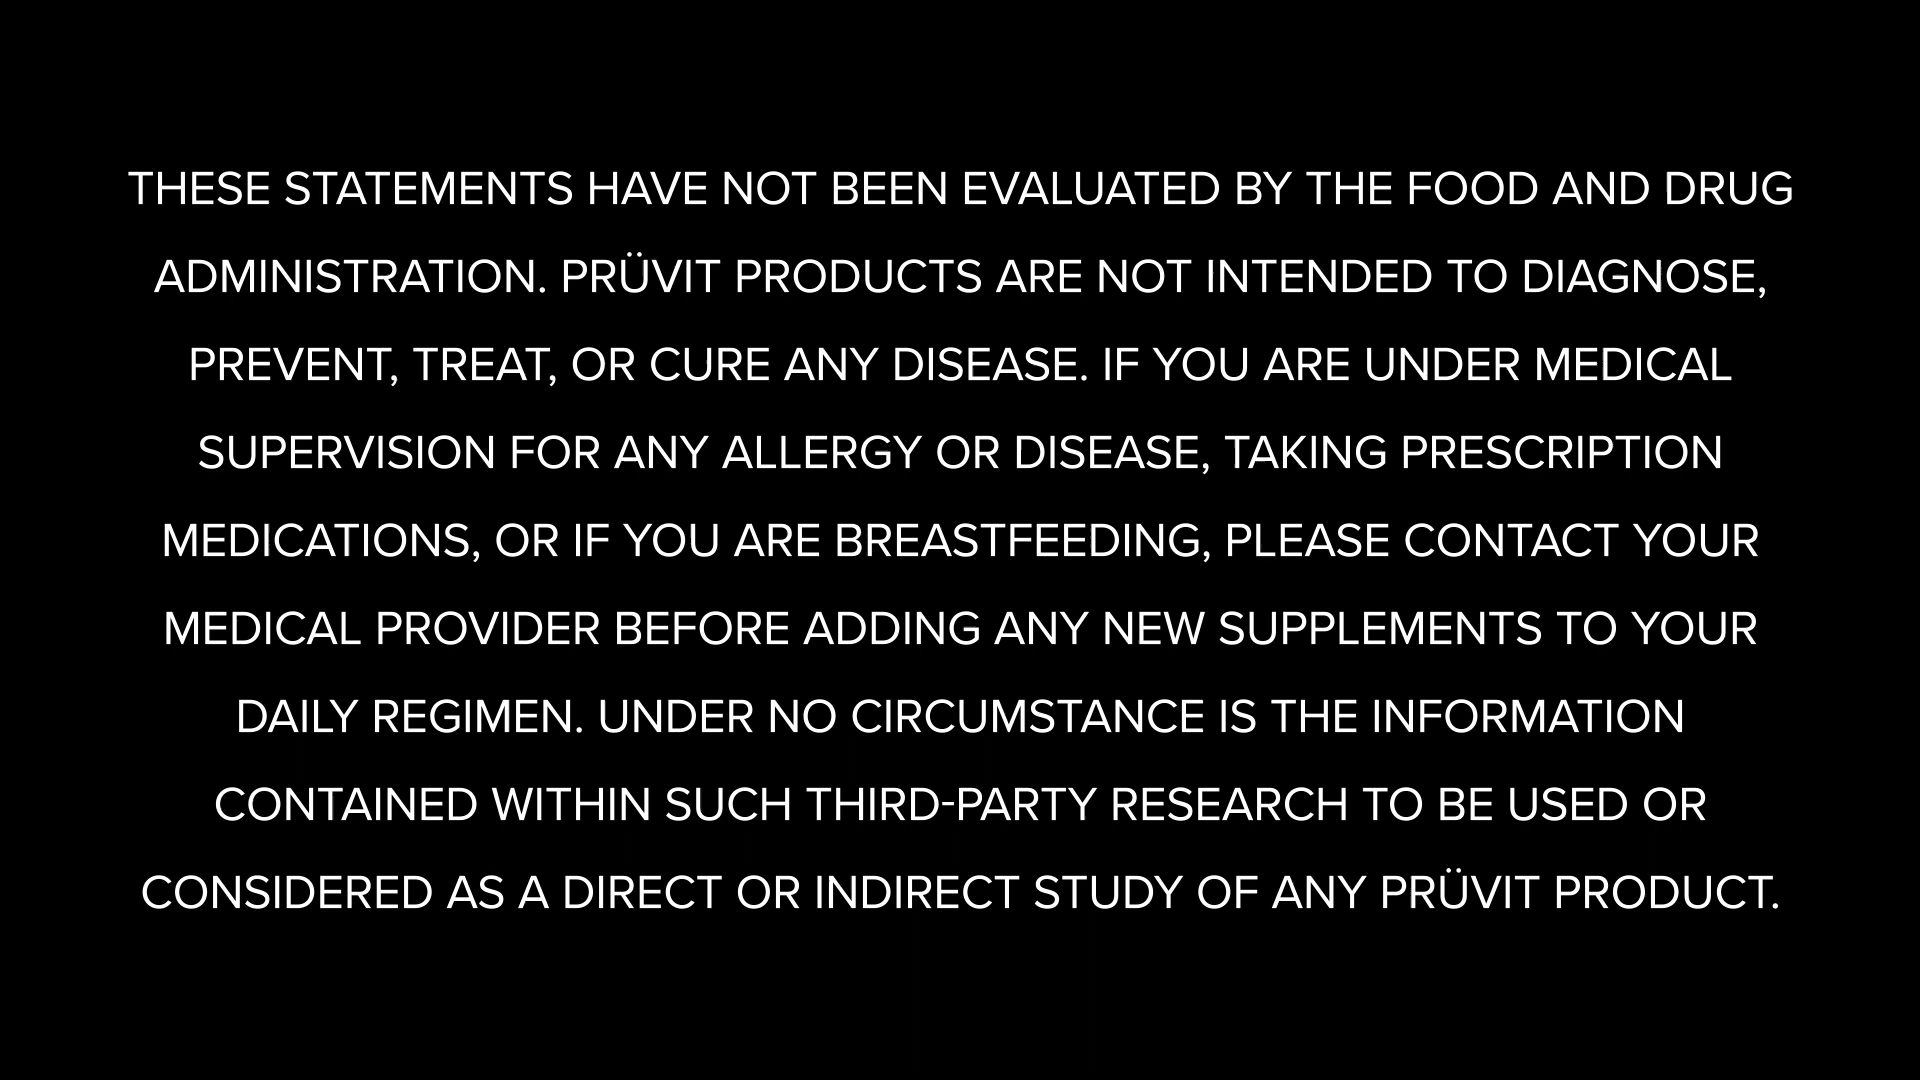 THESE STATEMENTS HAVE NOT BEEN EVALUATED BY THE FOOD AND DRUG
ADMINISTRATION. PRÜVIT PRODUCTS ARE NOT INTENDED TO DIAGNOSE,
PREVENT, TREAT, OR CURE ANY DISEASE. IF YOU ARE UNDER MEDICAL
SUPERVISION FOR ANY ALLERGY OR DISEASE, TAKING PRESCRIPTION
MEDICATIONS, OR IF YOU ARE BREASTFEEDING, PLEASE CONTACT YOUR
MEDICAL PROVIDER BEFORE ADDING ANY NEW SUPPLEMENTS TO YOUR
DAILY REGIMEN. UNDER NO CIRCUMSTANCE IS THE INFORMATION
CONTAINED WITHIN SUCH THIRD-PARTY RESEARCH TO BE USED OR
CONSIDERED AS A DIRECT OR INDIRECT STUDY OF ANY PRÜVIT PRODUCT.